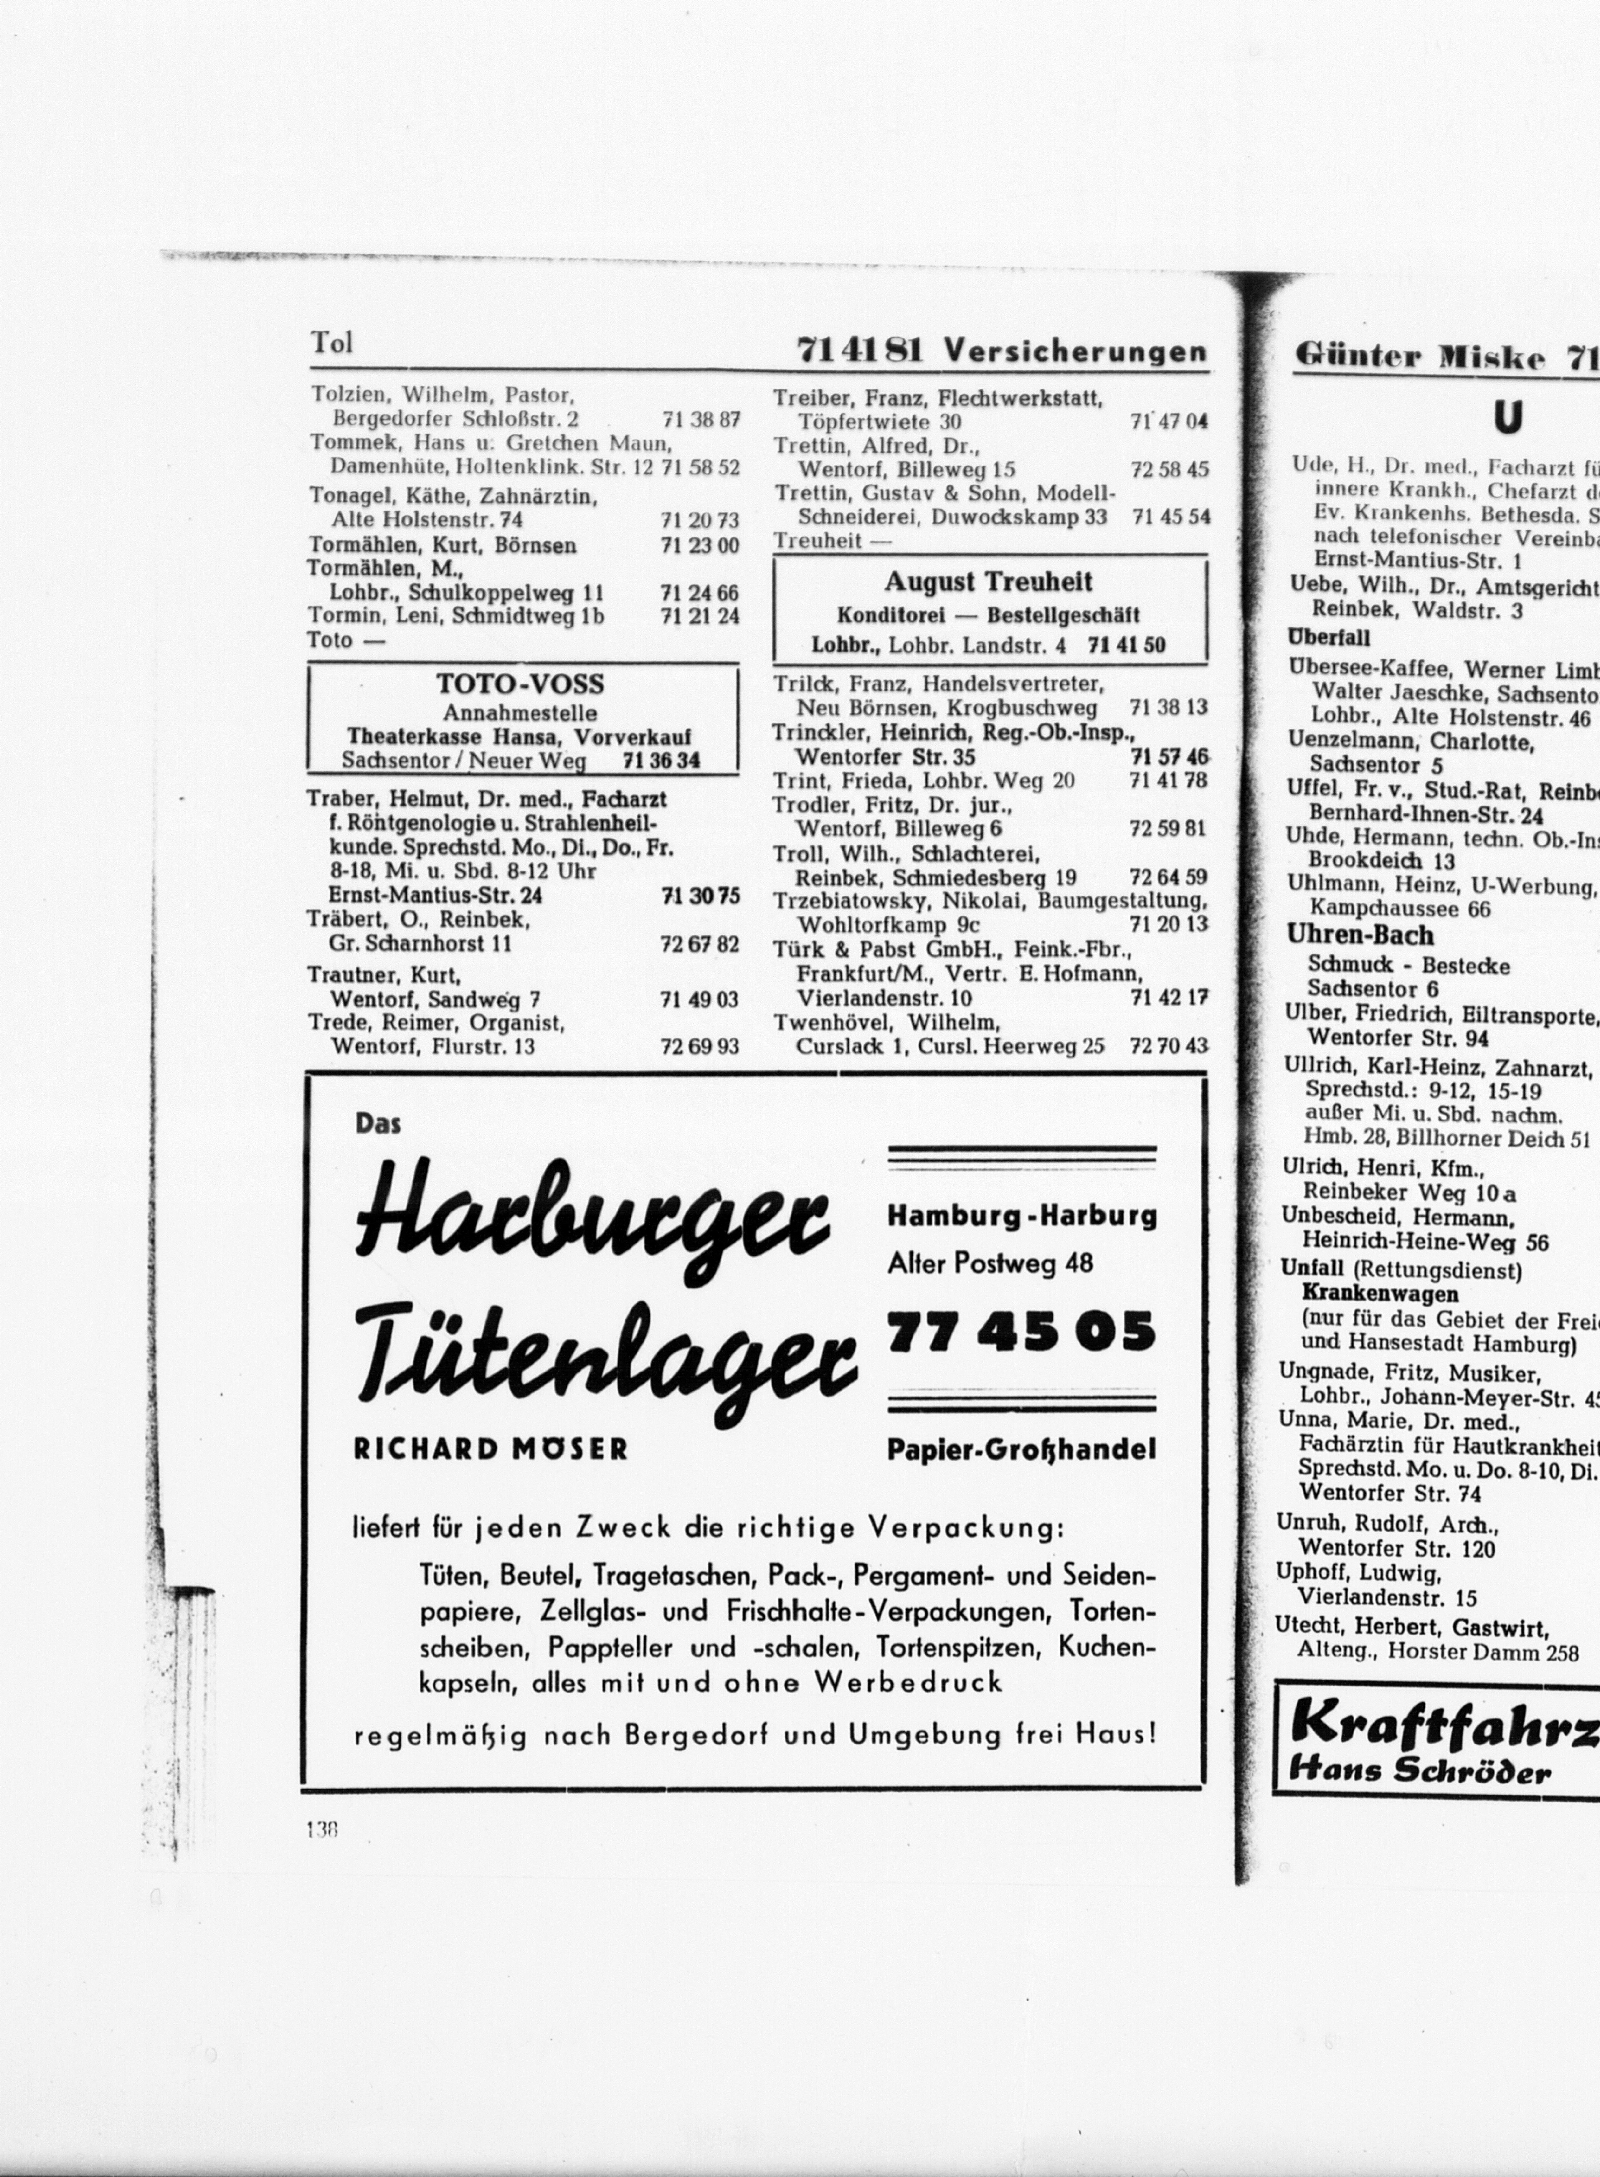 Tol
71 41 81 Versicherungen
Tolzien, Wilhelm, Pastor,
Bergedorfer Schloßstr. 2 71 38 87
Tommek, Hans u. Gretchen Maun,
Damenhüte, Holtenklink. Str. 12 71 58 52
Tonagel, Käthe, Zahnärztin,
Alte Holstenstr. 74 71 20 73
Tormählen, Kurt, Börnsen 71 23 00
Tormählen, M.,
Lohbr., Schulkoppelweg 11 71 24 66
Tormin, Leni, Schmidtweg 1b 71 21 24
Toto —
TOTO-VOSS
Annahmestelle
Theaterkasse Hansa, Vorverkauf
Sachsentor / Neuer Weg 71 36 34
Traber, Helmut, Dr. med., Facharzt
f. Röntgenologie u. Strahlenheil-
kunde. Sprechstd. Mo., Di., Do., Fr.
8-18, Mi. u. Sbd. 8-12 Uhr
Ernst-Mantius-Str. 24 71 30 75
Träbert, O., Reinbek,
Gr. Scharnhorst 11 72 67 82
Trautner, Kurt,
Wentorf, Sandweg 7 71 49 03
Trede, Reimer, Organist,
Wentorf, Flurstr. 13 72 69 93
Treiber, Franz, Flechtwerkstatt,
Töpfertwiete 30 71 47 04
Trettin, Alfred, Dr.,
Wentorf, Billeweg 15 72 58 45
Trettin, Gustav & Sohn, Modell-
Schneiderei, Duwockskamp 33 71 45 54
Treuheit —
August Treuheit
Konditorei — Bestellgeschäft
Lohbr., Lohbr. Landstr. 4 71 41 50
Trilck, Franz, Handelsvertreter,
Neu Börnsen, Krogbuschweg 71 38 13
Trinckler, Heinrich, Reg.-Ob.-Insp.,
Wentorfer Str. 35 71 57 46
Trint, Frieda, Lohbr. Weg 20 71 41 78
Trodler, Fritz, Dr. jur.,
Wentorf, Billeweg 6 72 59 81
Troll, Wilh., Schlachterei,
Reinbek, Schmiedesberg 19 72 64 59
Trzebiatowsky, Nikolai, Baumgestaltung,
Wohltorfkamp 9c 71 20 13
Türk & Pabst GmbH., Feink.-Fbr.,
Frankfurt/M., Vertr. E. Hofmann,
Vierlandenstr. 10 71 42 17
Twenhövel, Wilhelm,
Curslack 1, Cursl. Heerweg 25 72 70 43
Das
Harburger
Tütenlager
RICHARD MÖSER
Hamburg-Harburg
Alter Postweg 48
77 45 05
Papier-Großhandel
liefert für jeden Zweck die richtige Verpackung:
Tüten, Beutel, Tragetaschen, Pack-, Pergament- und Seiden-
papiere, Zellglas- und Frischhalte-Verpackungen, Torten-
scheiben, Pappteller und -schalen, Tortenspitzen, Kuchen-
kapseln, alles mit und ohne Werbedruck
regelmäßig nach Bergedorf und Umgebung frei Haus!
138
Günter Miske 71
U
Ude, H., Dr. med., Facharzt fü
innere Krankh., Chefarzt de
Ev. Krankenhs. Bethesda. S
nach telefonischer Vereinba
Ernst-Mantius-Str. 1
Uebe, Wilh., Dr., Amtsgericht
Reinbek, Waldstr. 3
Überfall
Übersee-Kaffee, Werner Limb
Walter Jaeschke, Sachsento
Lohbr., Alte Holstenstr. 46
Uenzelmann, Charlotte,
Sachsentor 5
Uffel, Fr. v., Stud.-Rat, Reinbe
Bernhard-Ihnen-Str. 24
Uhde, Hermann, techn. Ob.-Ins
Brookdeich 13
Uhlmann, Heinz, U-Werbung,
Kampchaussee 66
Uhren-Bach
Schmuck - Bestecke
Sachsentor 6
Ulber, Friedrich, Eiltransporte,
Wentorfer Str. 94
Ullrich, Karl-Heinz, Zahnarzt,
Sprechstd.: 9-12, 15-19
außer Mi. u. Sbd. nachm.
Hmb. 28, Billhorner Deich 51
Ulrich, Henri, Kfm.,
Reinbeker Weg 10 a
Unbescheid, Hermann,
Heinrich-Heine-Weg 56
Unfall (Rettungsdienst)
Krankenwagen
(nur für das Gebiet der Freie
und Hansestadt Hamburg)
Ungnade, Fritz, Musiker,
Lohbr., Johann-Meyer-Str. 45
Unna, Marie, Dr. med.,
Fachärztin für Hautkrankheit
Sprechstd. Mo. u. Do. 8-10, Di.
Wentorfer Str. 74
Unruh, Rudolf, Arch.,
Wentorfer Str. 120
Uphoff, Ludwig,
Vierlandenstr. 15
Utecht, Herbert, Gastwirt,
Alteng., Horster Damm 258
Kraftfahrz
Hans Schröder